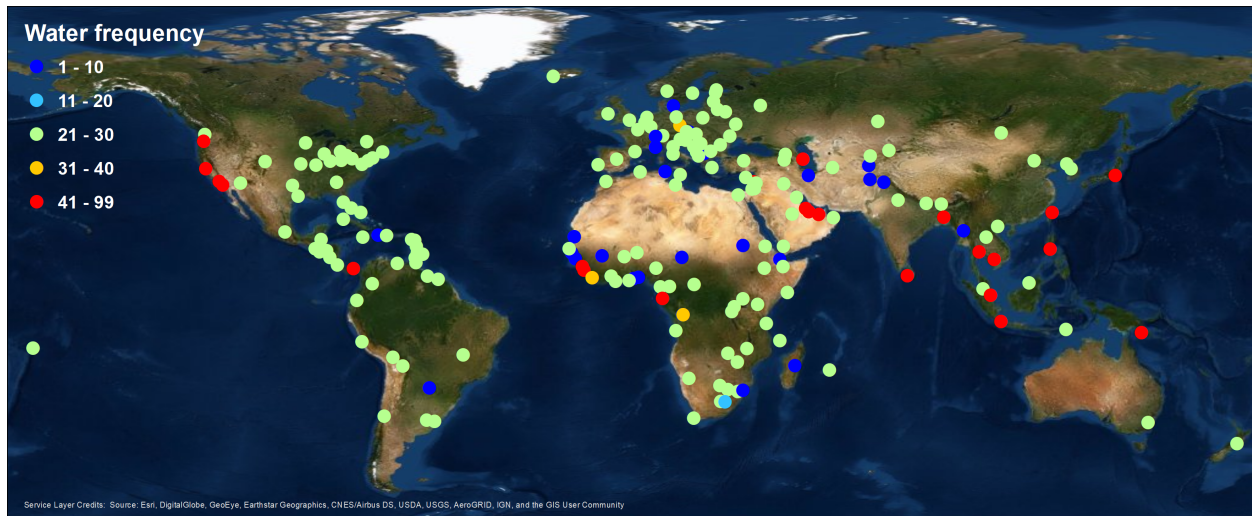 Water frequency
1 - 10
11 - 20
21 - 30
31 - 40
41 - 99
Service Layer Credits: Source: Esri, DigitalGlobe, GeoEye, Earthstar Geographics, CNES/Airbus DS, USDA, USGS, AeroGRID, IGN, and the GIS User Community